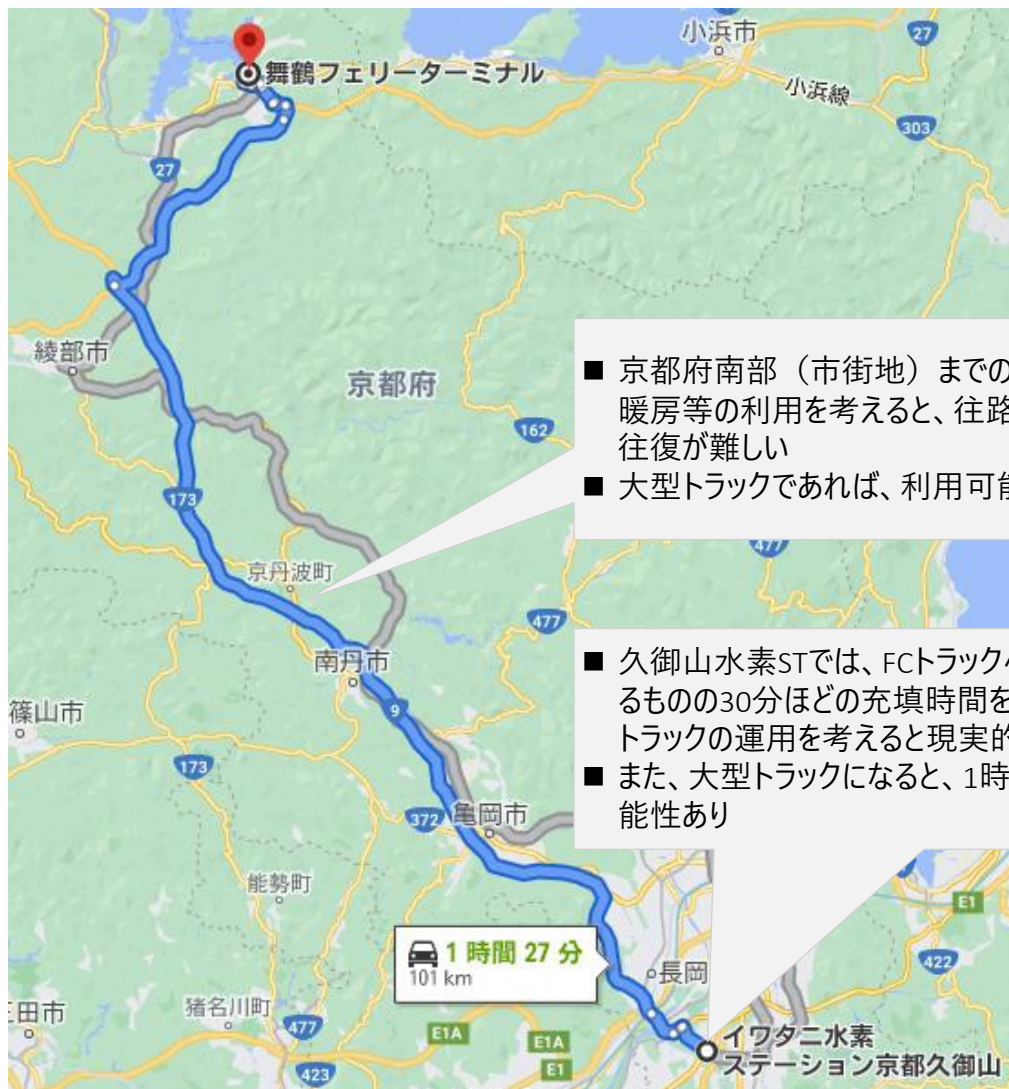 小浜市
27
舞鶴フェリーターミナル
小浜線
303
27
綾部市
京都府
162
■ 京都府南部（市街地）までの
暖房等の利用を考えると、往路
往復が難しい
■ 大型トラックであれば、利用可能
173
477
京丹波町
477
南丹市
■ 久御山水素STでは、FCトラックへ
るものの30分ほどの充填時間を
トラックの運用を考えると現実的
■ また、大型トラックになると、1時
能性あり
篠山市
9
173
372
亀岡市
能勢町
E1
1 時間 27 分
101 km
422
長岡
三田市
猪名川町
477
E1A
E1A
E1
イワタニ水素
ステーション京都久御山
423